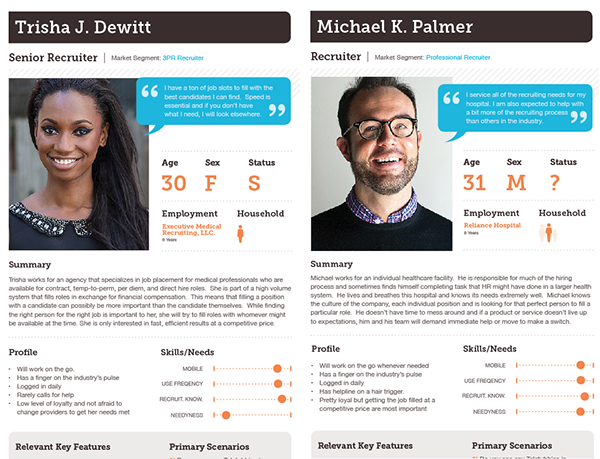 Trisha J. Dewitt
Senior Recruiter | Market Segment: 3PR Recruiter
“ I have a ton of job slots to fill with the
best candidates I can find. Speed is
essential and if you don't have
what I need, I will look elsewhere. ”
Age Sex Status
30 F S
Employment Household
Executive Medical
Recruiting, LLC.
6 Years
Summary
Trisha works for an agency that specializes in job placement for medical professionals who are
available for contract, temp-to-perm, per diem, and direct hire roles. She is part of a high volume
system that fills roles in exchange for financial compensation. This means that filling a position
with a candidate can possibly be more important than the candidate themselves. While finding
the right person for the right job is important to her, she will try to fill roles with whomever might
be available at the time. She is only interested in fast, efficient results at a competitive price.
Profile
• Will work on the go.
• Has a finger on the industry's pulse
• Logged in daily
• Rarely calls for help
• Low level of loyalty and not afraid to
change providers to get her needs met
Skills/Needs
MOBILE
USE FREQENCY
RECRUIT. KNOW.
NEEDYNESS
Relevant Key Features Primary Scenarios
Michael K. Palmer
Recruiter | Market Segment: Professional Recruiter
“ I service all of the recruiting needs for my
hospital. I am also expected to help with
a bit more of the recruiting process
than others in the industry. ”
Age Sex Status
31 M ?
Employment Household
Reliance Hospital
6 Years
Summary
Michael works for an individual healthcare facility. He is responsible for much of the hiring
process and sometimes finds himself completing task that HR might have done in a larger health
system. He lives and breathes this hospital and knows its needs extremely well. Michael knows
the culture of the company, each individual position and is looking for that perfect person to fill a
particular role. He doesn't have time to mess around and if a product or service doesn't live up
to expectations, him and his team will demand immediate help or move to make a switch.
Profile
• Will work on the go whenever needed
• Has a finger on the industry's pulse
• Logged in daily
• Has helpline on a hair trigger.
• Pretty loyal but getting the job filled at a
competitive price are most important
Skills/Needs
MOBILE
USE FREQENCY
RECRUIT. KNOW.
NEEDYNESS
Relevant Key Features Primary Scenarios